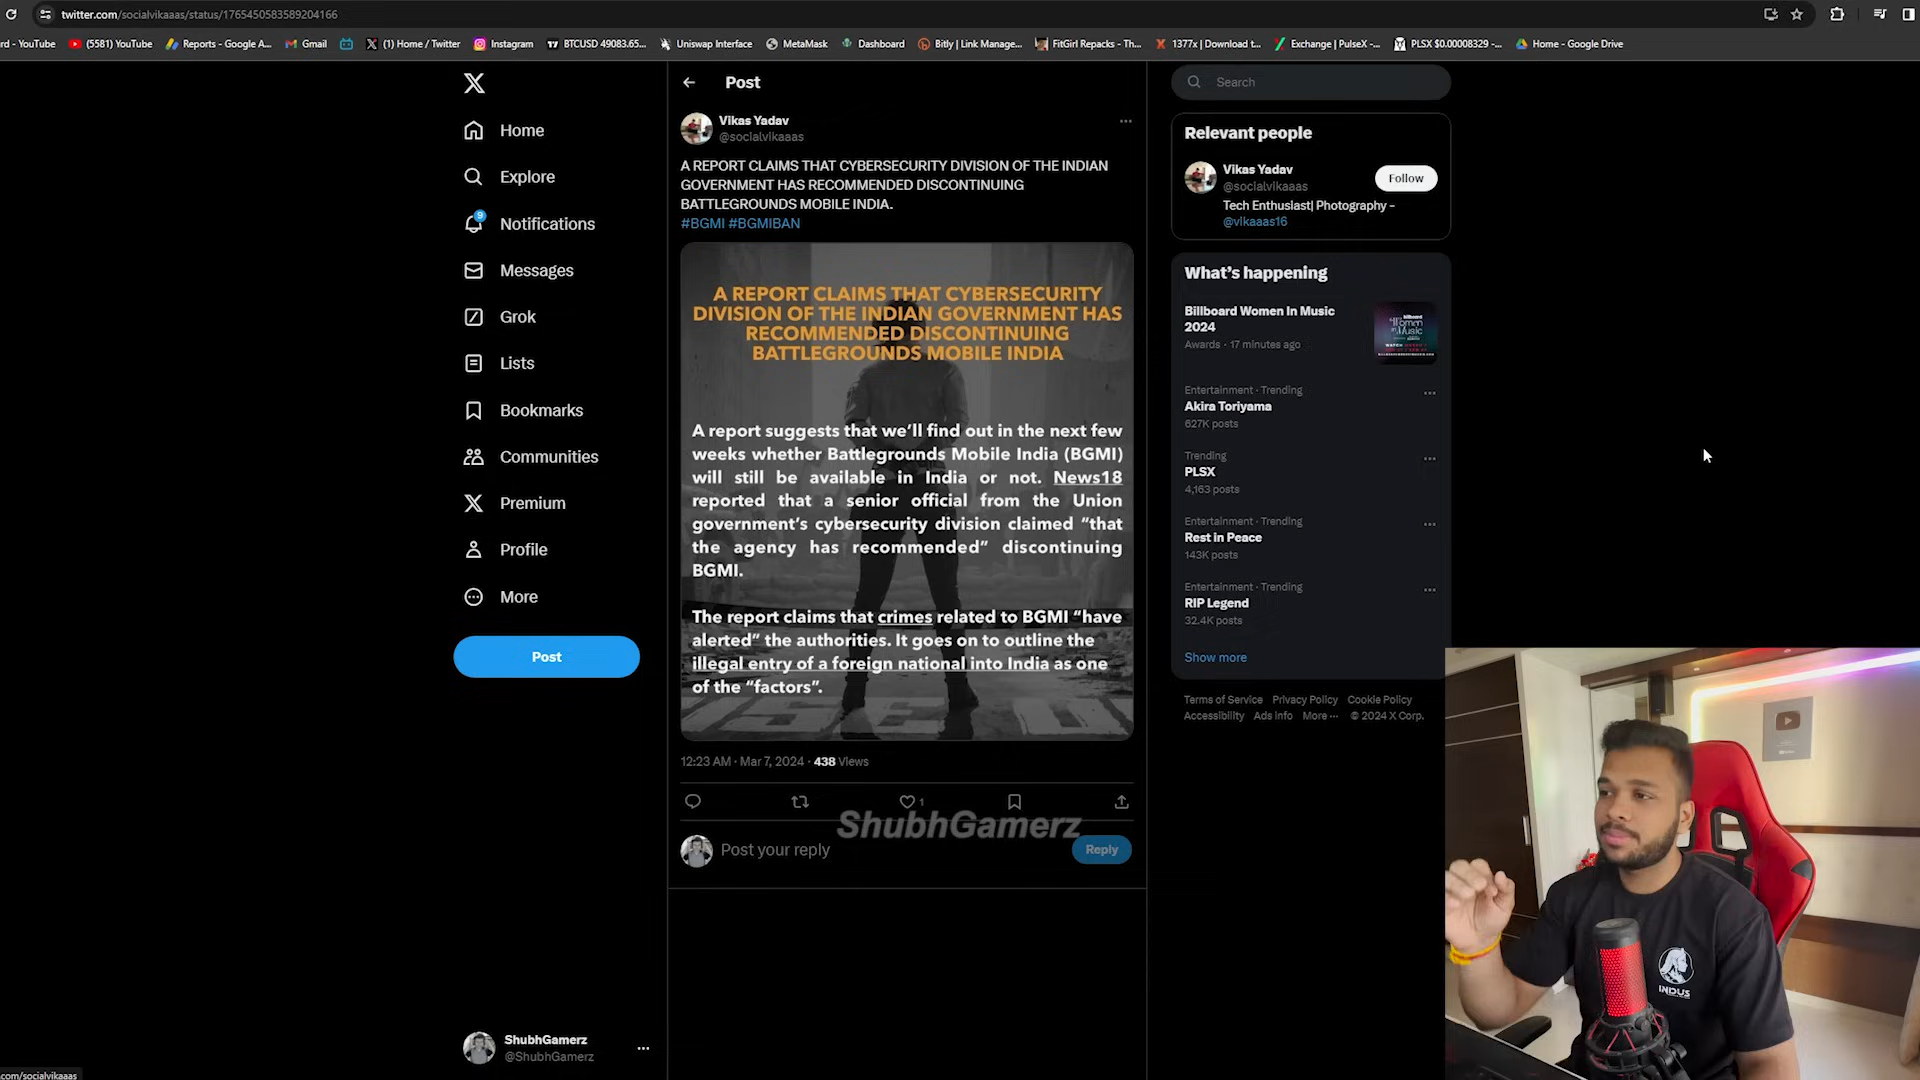 twitter.com/socialvikaaas/status/1765450583589204166
rd - YouTube
(5581) YouTube
Reports - Google A...
Gmail
(1) Home / Twitter
Instagram
BTCUSD 49083.65...
Uniswap Interface
MetaMask
Dashboard
Bitly | Link Manage...
FitGirl Repacks - Th...
1377x | Download t...
Exchange | PulseX -...
PLSX $0.00008329 -...
Home - Google Drive
Home
Explore
9
Notifications
Messages
Grok
Lists
Bookmarks
Communities
Premium
Profile
More
Post
ShubhGamerz
@ShubhGamerz
Post
Vikas Yadav
@socialvikaaas
A REPORT CLAIMS THAT CYBERSECURITY DIVISION OF THE INDIAN
GOVERNMENT HAS RECOMMENDED DISCONTINUING
BATTLEGROUNDS MOBILE INDIA.
#BGMI #BGMIBAN
A REPORT CLAIMS THAT CYBERSECURITY
DIVISION OF THE INDIAN GOVERNMENT HAS
RECOMMENDED DISCONTINUING
BATTLEGROUNDS MOBILE INDIA
A report suggests that we'll find out in the next few
weeks whether Battlegrounds Mobile India (BGMI)
will still be available in India or not. News18
reported that a senior official from the Union
government's cybersecurity division claimed “that
the agency has recommended” discontinuing
BGMI.
The report claims that crimes related to BGMI “have
alerted” the authorities. It goes on to outline the
illegal entry of a foreign national into India as one
of the “factors”.
12:23 AM · Mar 7, 2024 · 438 Views
1
ShubhGamerz
Post your reply
Reply
Search
Relevant people
Vikas Yadav
@socialvikaaas
Follow
Tech Enthusiast| Photography -
@vikaaas16
What's happening
Billboard Women In Music
2024
Awards · 17 minutes ago
Entertainment · Trending
Akira Toriyama
627K posts
Trending
PLSX
4,163 posts
Entertainment · Trending
Rest in Peace
143K posts
Entertainment · Trending
RIP Legend
32.4K posts
Show more
Terms of Service Privacy Policy Cookie Policy
Accessibility Ads info More ··· © 2024 X Corp.
INDUS
.com/socialvikaaas